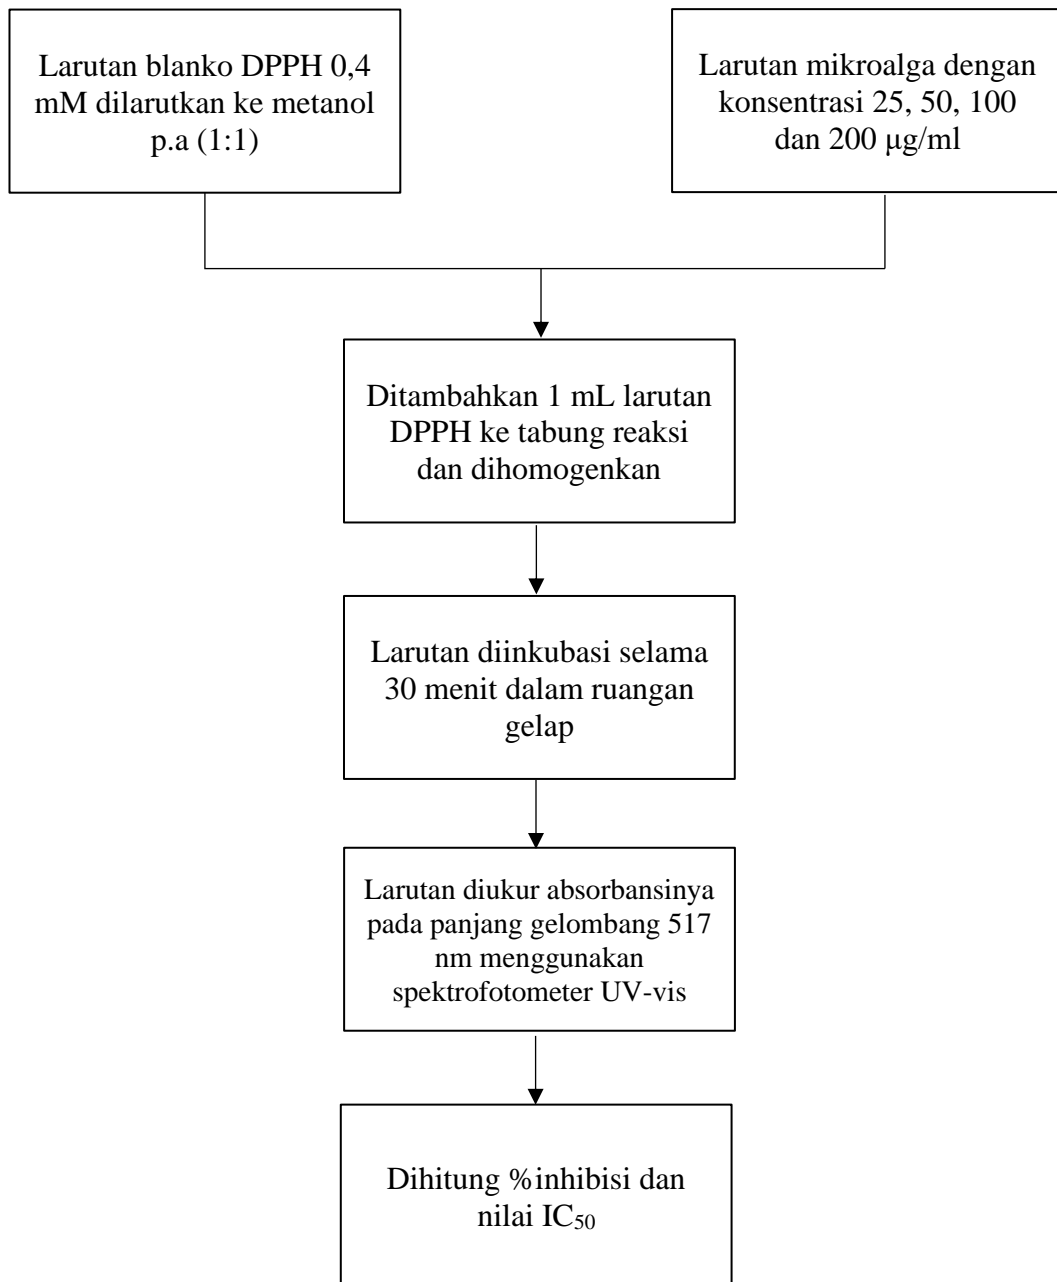 Larutan blanko DPPH 0,4
mM dilarutkan ke metanol
p.a (1:1)
Larutan mikroalga dengan
konsentrasi 25, 50, 100
dan 200 µg/ml
Ditambahkan 1 mL larutan
DPPH ke tabung reaksi
dan dihomogenkan
Larutan diinkubasi selama
30 menit dalam ruangan
gelap
Larutan diukur absorbansinya
pada panjang gelombang 517
nm menggunakan
spektrofotometer UV-vis
Dihitung %inhibisi dan
nilai IC₅₀